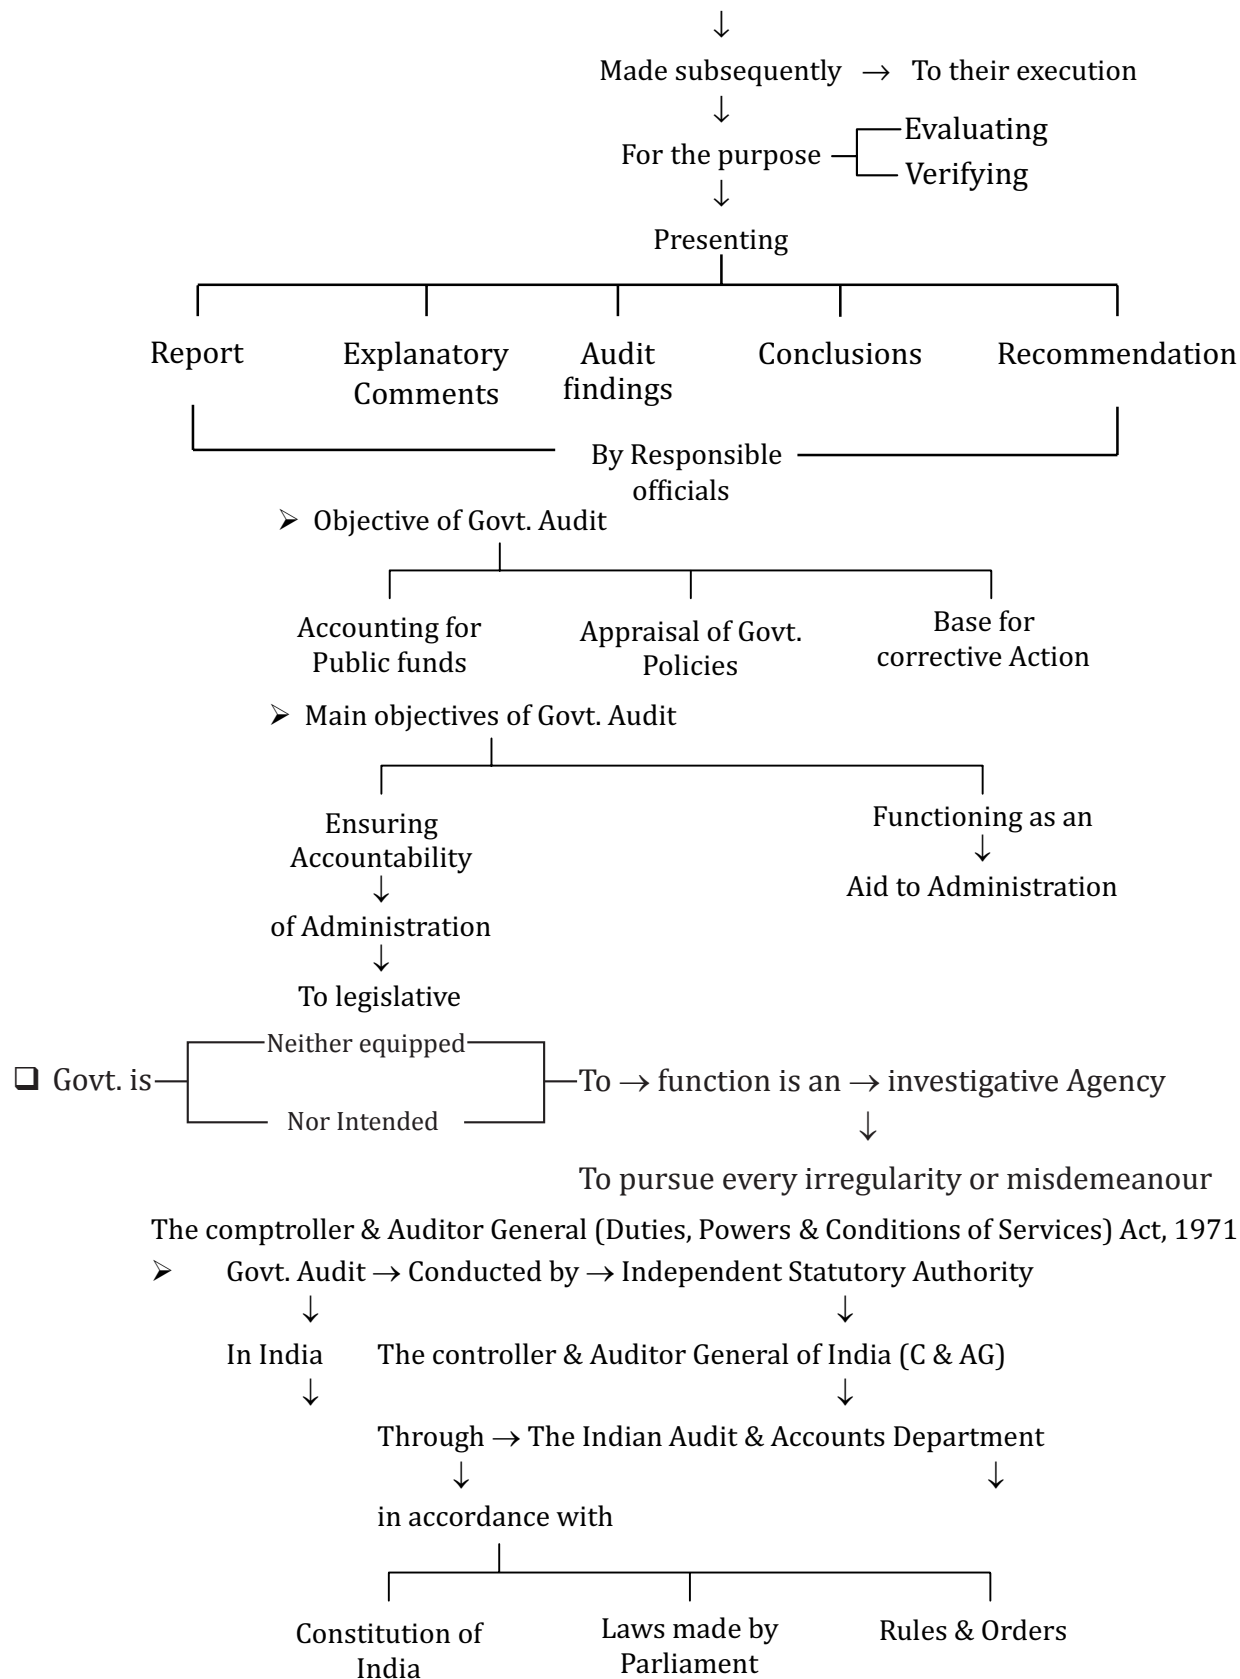 ↓
Made subsequently → To their execution
↓
Evaluating
For the purpose
Verifying
↓
Presenting
Report Explanatory Audit Conclusions Recommendation
Comments findings
By Responsible
officials
➢ Objective of Govt. Audit
Accounting for Appraisal of Govt. Base for
Public funds Policies corrective Action
➢ Main objectives of Govt. Audit
Ensuring Functioning as an
Accountability ↓
↓ Aid to Administration
of Administration
↓
To legislative
Neither equipped
❑ Govt. is To → function is an → investigative Agency
Nor Intended ↓
To pursue every irregularity or misdemeanour
The comptroller & Auditor General (Duties, Powers & Conditions of Services) Act, 1971
➢ Govt. Audit → Conducted by → Independent Statutory Authority
↓ ↓
In India The controller & Auditor General of India (C & AG)
↓ ↓
Through → The Indian Audit & Accounts Department
↓ ↓
in accordance with
Constitution of Laws made by Rules & Orders
India Parliament